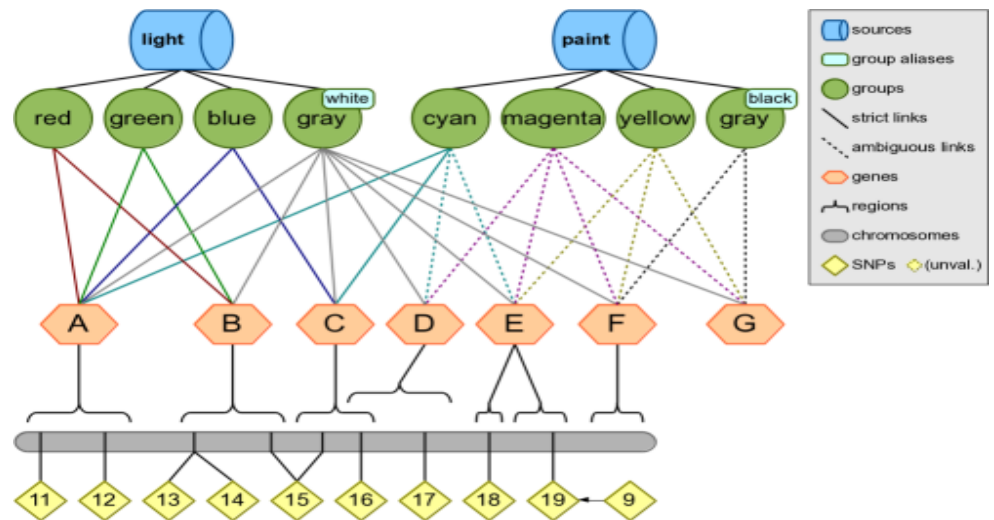 light
paint
white
black
red
green
blue
gray
cyan
magenta
yellow
gray
A
B
C
D
E
F
G
11
12
13
14
15
16
17
18
19
9
sources
group aliases
groups
strict links
ambiguous links
genes
regions
chromosomes
SNPs (unval.)